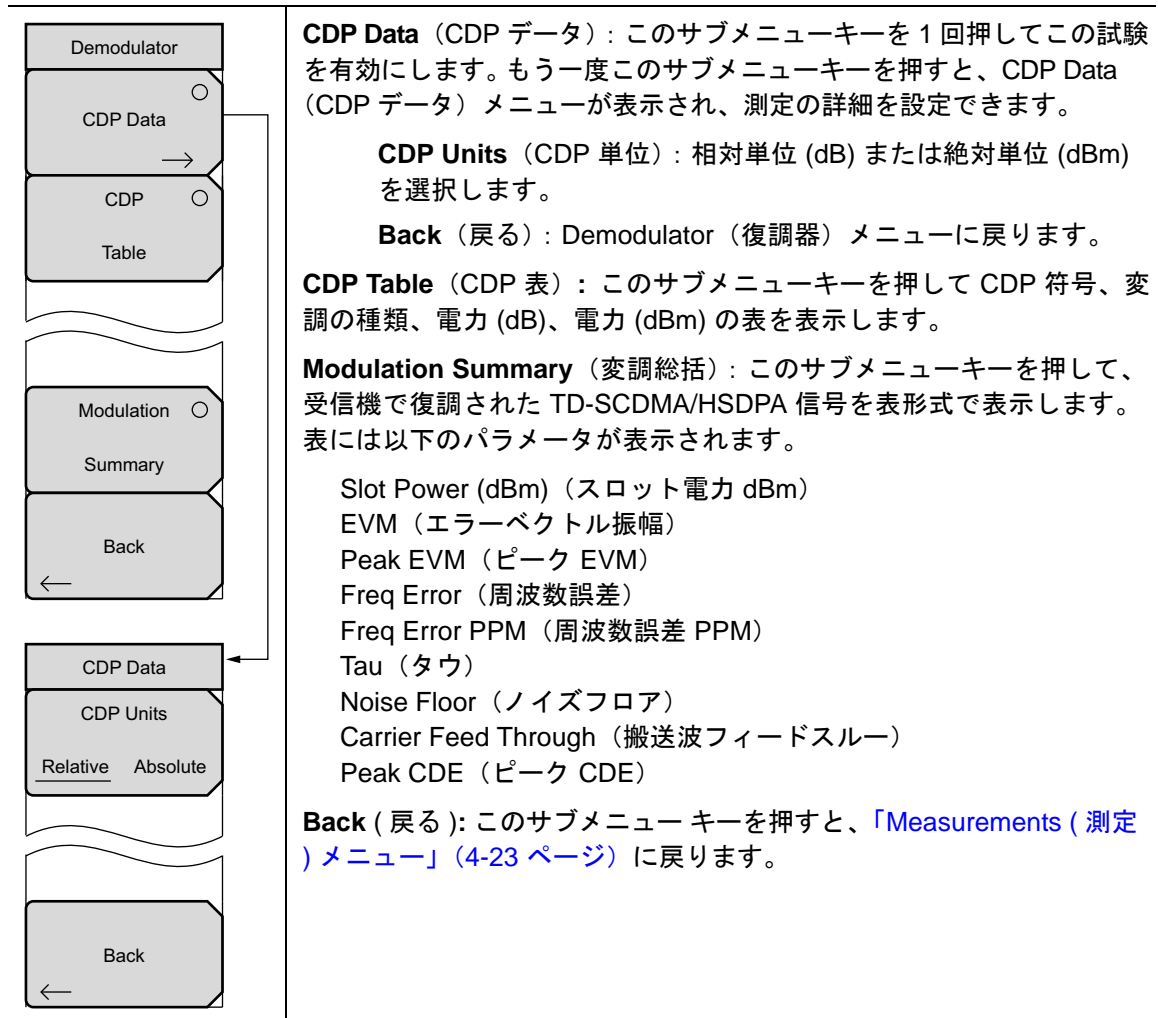 Demodulator
CDP Data
CDP
Table
Modulation
Summary
Back
CDP Data
CDP Units
Relative Absolute
Back
CDP Data（CDP データ）: このサブメニューキーを 1 回押してこの試験
を有効にします。もう一度このサブメニューキーを押すと、CDP Data
（CDP データ）メニューが表示され、測定の詳細を設定できます。
CDP Units（CDP 単位）: 相対単位 (dB) または絶対単位 (dBm)
を選択します。
Back（戻る）: Demodulator（復調器）メニューに戻ります。
CDP Table（CDP 表）: このサブメニューキーを押して CDP 符号、変
調の種類、電力 (dB)、電力 (dBm) の表を表示します。
Modulation Summary（変調総括）: このサブメニューキーを押して、
受信機で復調された TD-SCDMA/HSDPA 信号を表形式で表示します。
表には以下のパラメータが表示されます。
Slot Power (dBm)（スロット電力 dBm）
EVM（エラーベクトル振幅）
Peak EVM（ピーク EVM）
Freq Error（周波数誤差）
Freq Error PPM（周波数誤差 PPM）
Tau（タウ）
Noise Floor（ノイズフロア）
Carrier Feed Through（搬送波フィードスルー）
Peak CDE（ピーク CDE）
Back ( 戻る ): このサブメニュー キーを押すと、「Measurements ( 測定
) メニュー」（4-23 ページ）に戻ります。